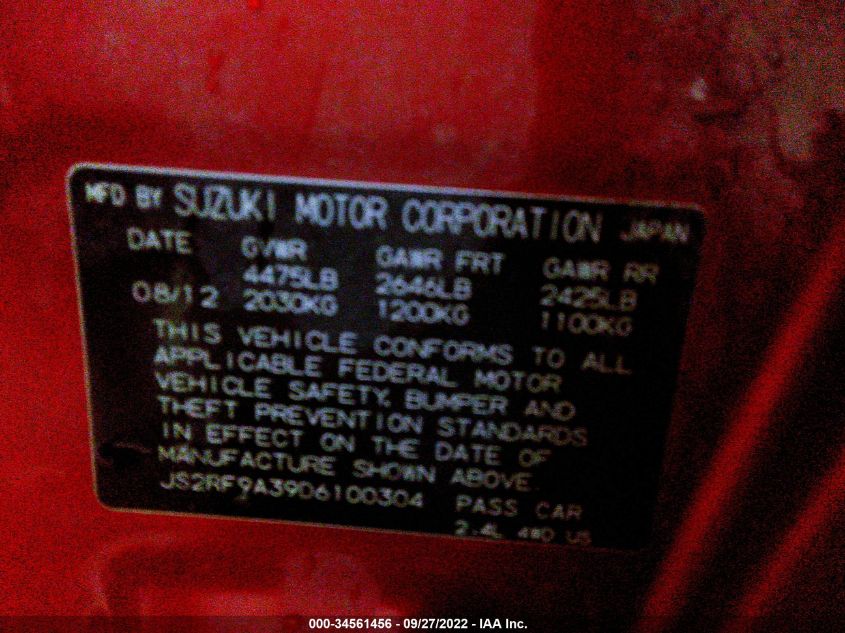 MFD BY SUZUKI MOTOR CORPORATION JAPAN
DATE GVWR GAWR FRT GAWR RR
4475LB 2646LB 2425LB
08/12 2030KG 1200KG 1100KG
THIS VEHICLE CONFORMS TO ALL
APPLICABLE FEDERAL MOTOR
VEHICLE SAFETY, BUMPER AND
THEFT PREVENTION STANDARDS
IN EFFECT ON THE DATE OF
MANUFACTURE SHOWN ABOVE.
JS2RF9A39D6100304 PASS CAR
2.4L 4WD US
000-34561456 - 09/27/2022 - IAA Inc.